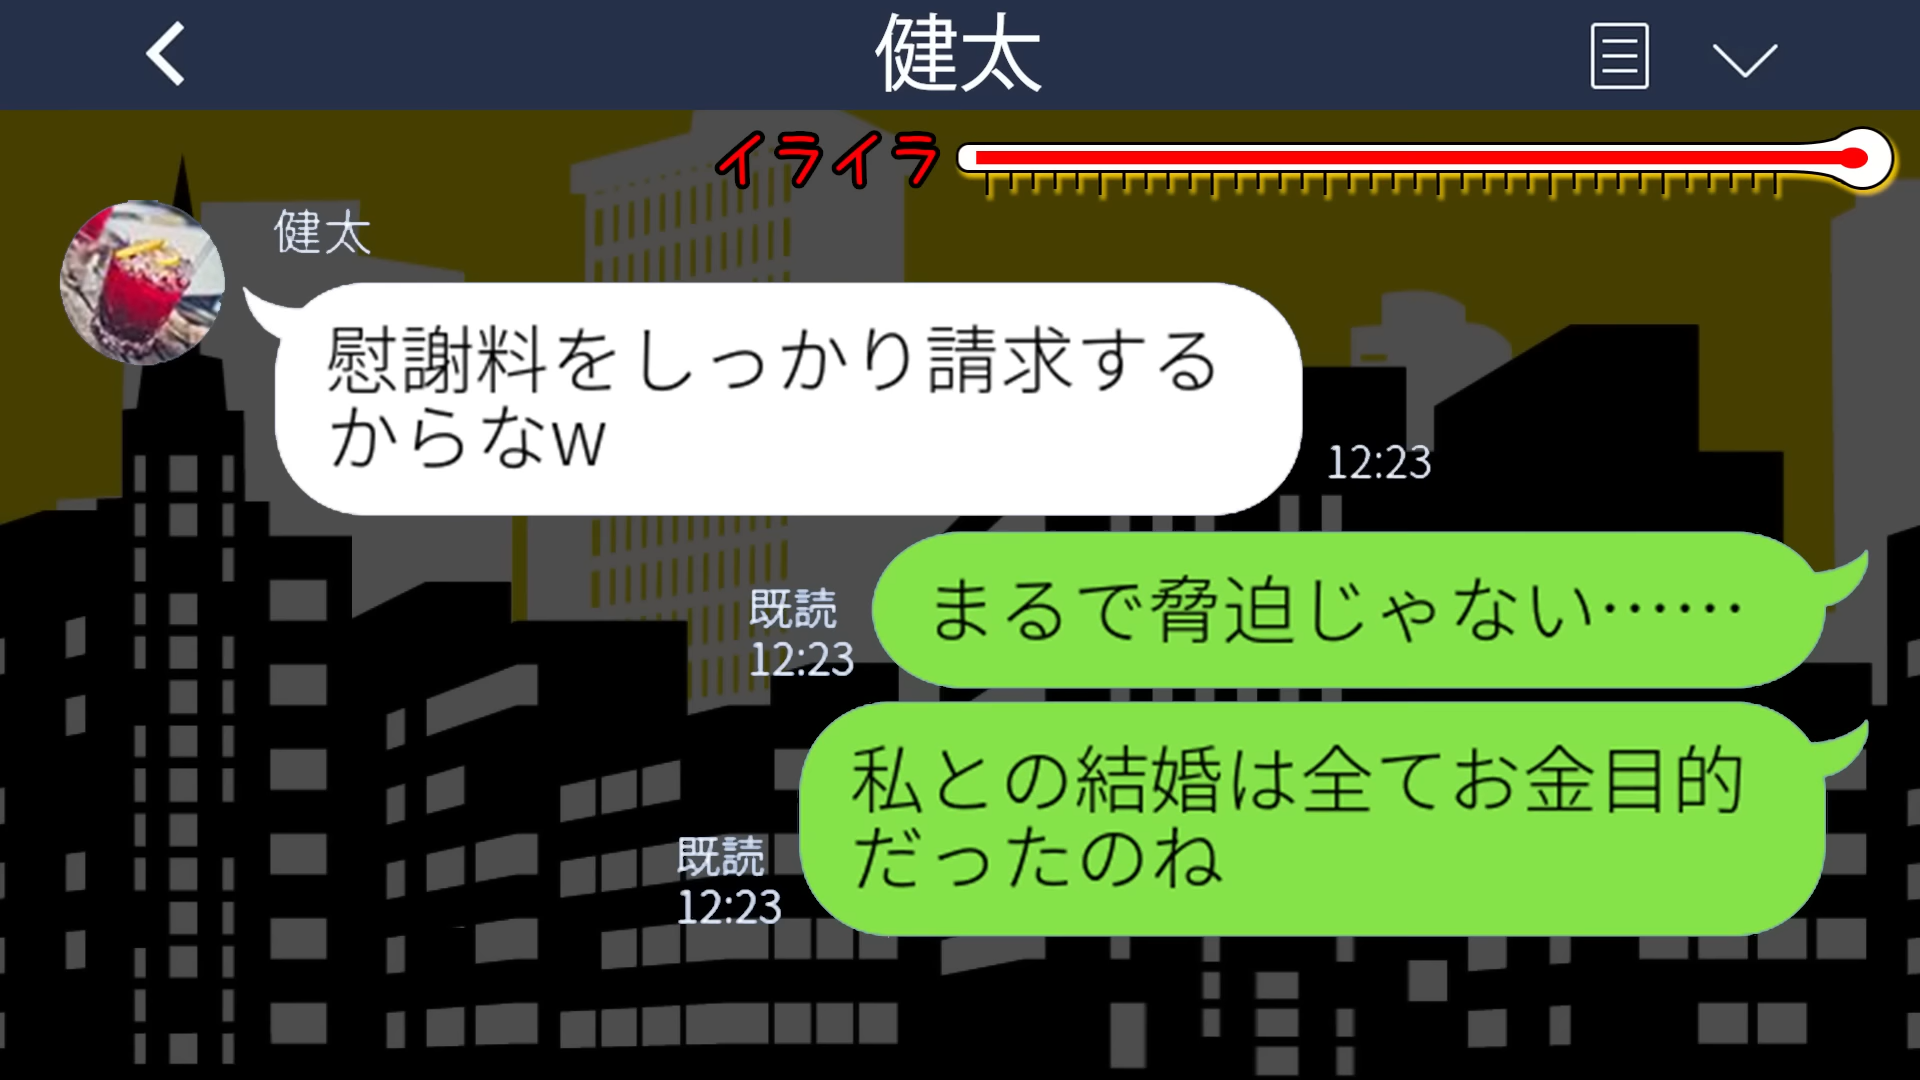 健太
イライラ
健太
慰謝料をしっかり請求する
からなw
12:23
まるで脅迫じゃない……
既読
12:23
私との結婚は全てお金目的
だったのね
既読
12:23